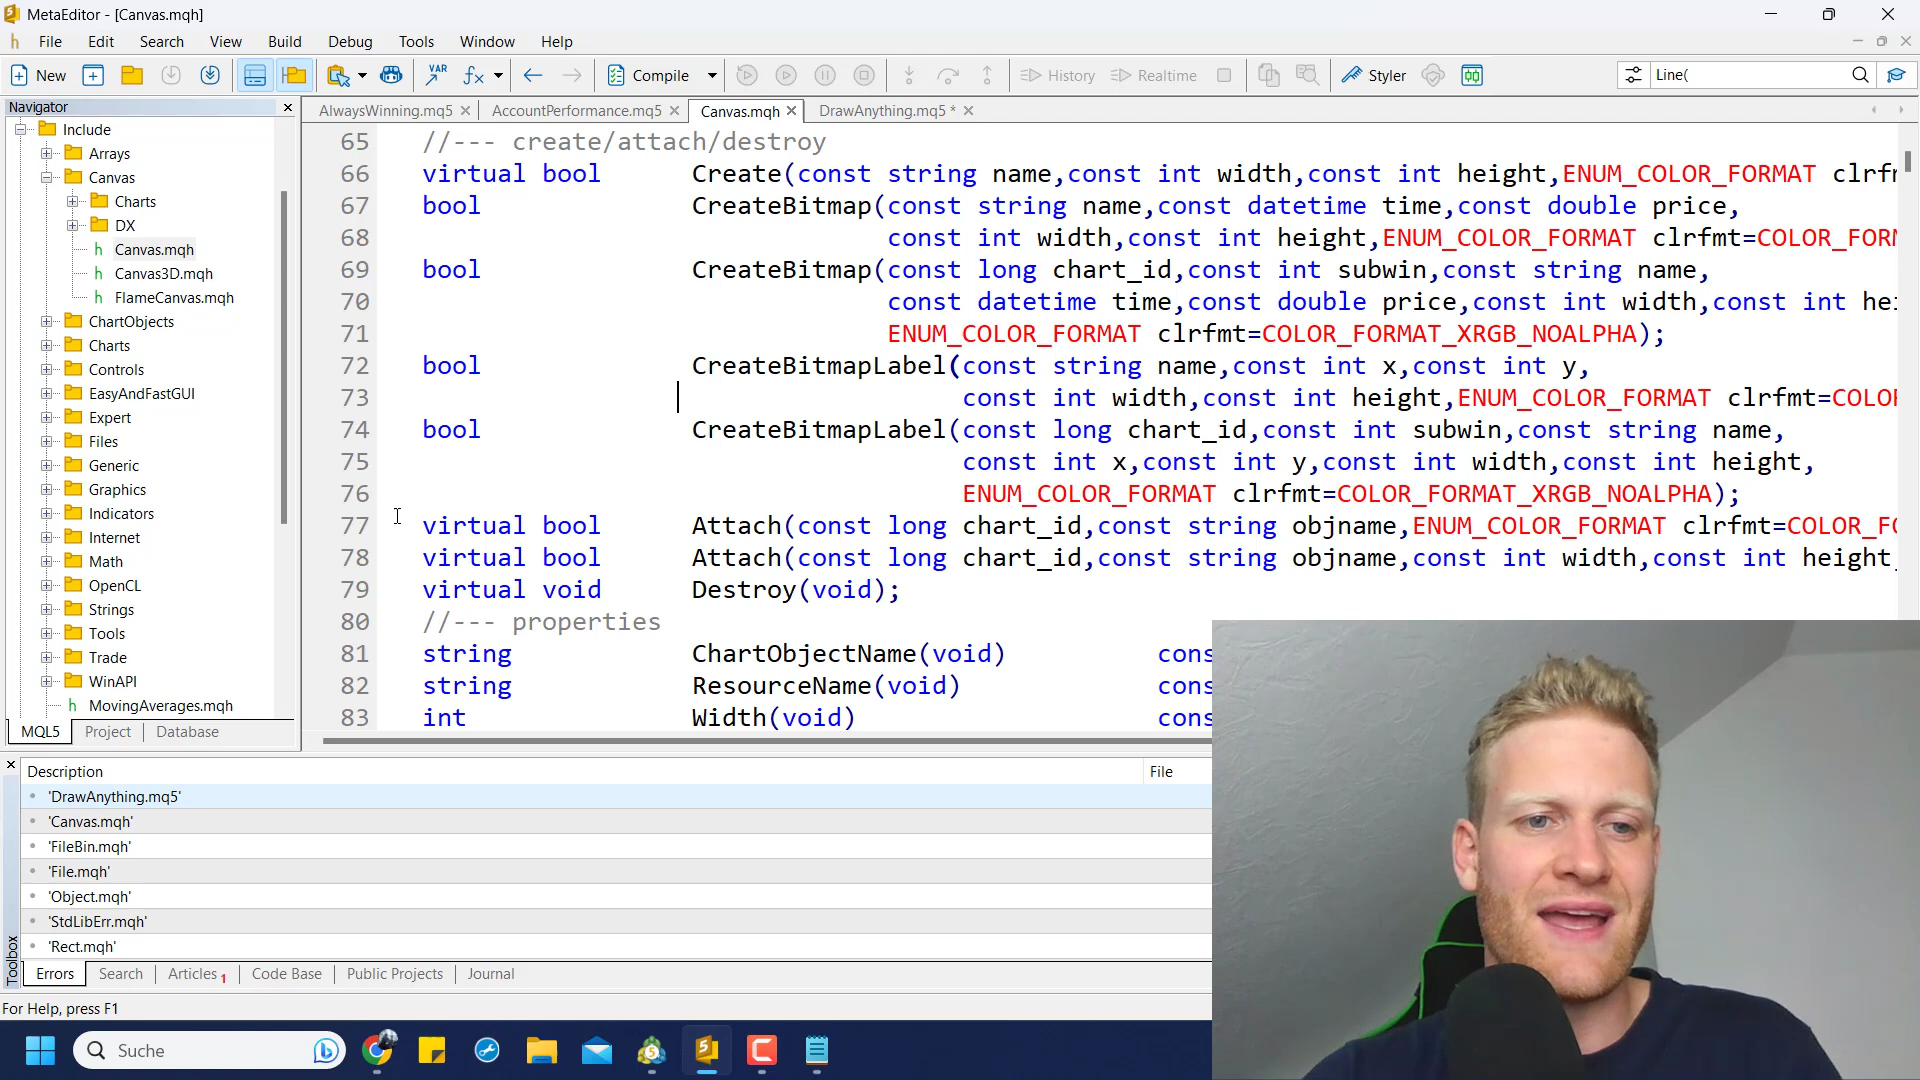 MetaEditor - [Canvas.mqh]
File Edit Search View Build Debug Tools Window Help
New VAR fx Compile History Realtime Styler Line(
Navigator
AlwaysWinning.mq5 AccountPerformance.mq5 Canvas.mqh DrawAnything.mq5 *
Include
Arrays
Canvas
Charts
DX
Canvas.mqh
Canvas3D.mqh
FlameCanvas.mqh
ChartObjects
Charts
Controls
EasyAndFastGUI
Expert
Files
Generic
Graphics
Indicators
Internet
Math
OpenCL
Strings
Tools
Trade
WinAPI
MovingAverages.mqh
MQL5 Project Database
65 //--- create/attach/destroy
66 virtual bool Create(const string name,const int width,const int height,ENUM_COLOR_FORMAT clrf
67 bool CreateBitmap(const string name,const datetime time,const double price,
68 const int width,const int height,ENUM_COLOR_FORMAT clrfmt=COLOR_FOR
69 bool CreateBitmap(const long chart_id,const int subwin,const string name,
70 const datetime time,const double price,const int width,const int hei
71 ENUM_COLOR_FORMAT clrfmt=COLOR_FORMAT_XRGB_NOALPHA);
72 bool CreateBitmapLabel(const string name,const int x,const int y,
73 const int width,const int height,ENUM_COLOR_FORMAT clrfmt=COLO
74 bool CreateBitmapLabel(const long chart_id,const int subwin,const string name,
75 const int x,const int y,const int width,const int height,
76 ENUM_COLOR_FORMAT clrfmt=COLOR_FORMAT_XRGB_NOALPHA);
77 virtual bool Attach(const long chart_id,const string objname,ENUM_COLOR_FORMAT clrfmt=COLOR_F
78 virtual bool Attach(const long chart_id,const string objname,const int width,const int height
79 virtual void Destroy(void);
80 //--- properties
81 string ChartObjectName(void) cons
82 string ResourceName(void) cons
83 int Width(void) cons
Toolbox
Description File
'DrawAnything.mq5'
'Canvas.mqh'
'FileBin.mqh'
'File.mqh'
'Object.mqh'
'StdLibErr.mqh'
'Rect.mqh'
Errors Search Articles 1 Code Base Public Projects Journal
For Help, press F1
Suche